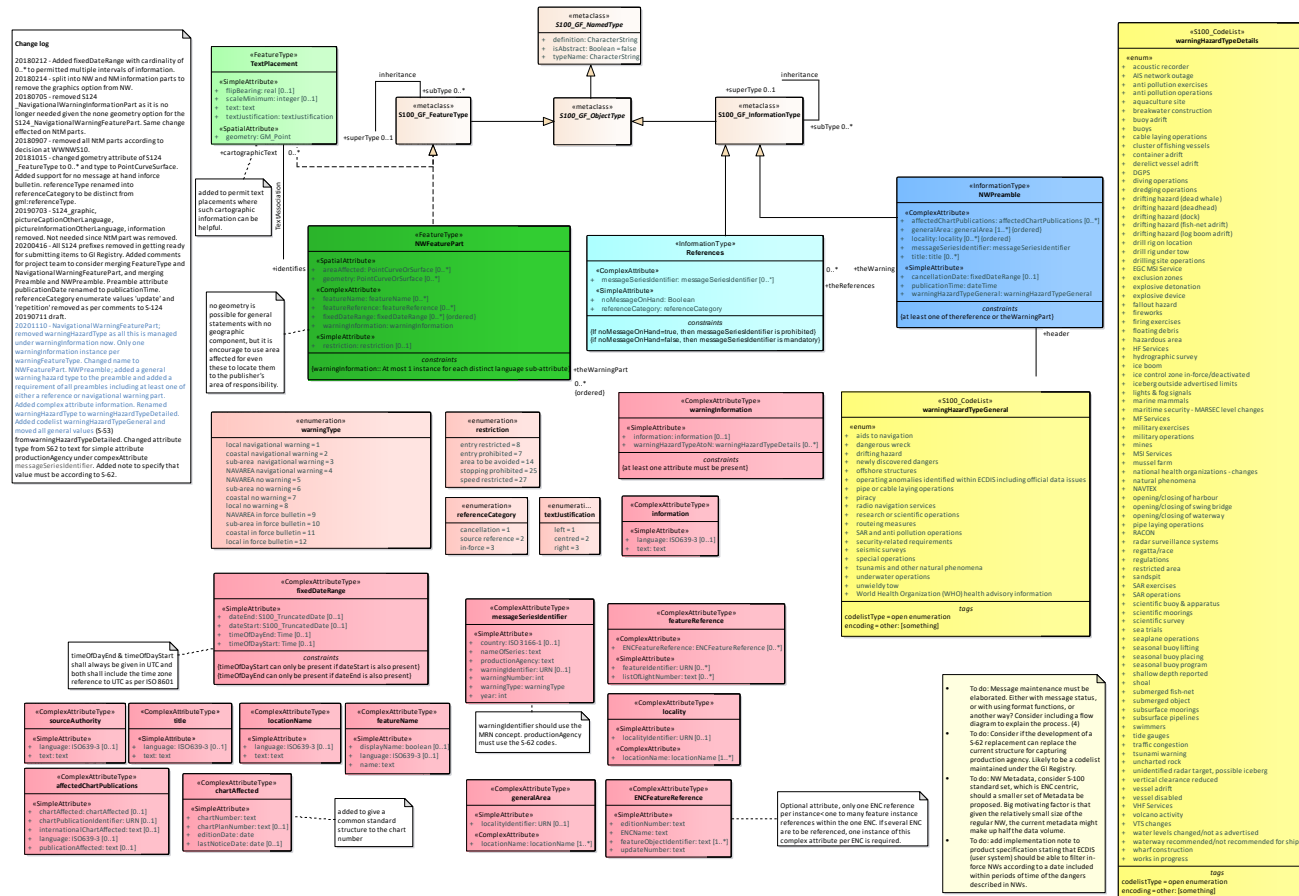 Change log
20180212 - Added fixedDateRange with cardinality of
0..* to permitted multiple intervals of information.
20180214 - split into NW and NM information parts to
remove the graphics option from NW.
20180705 - removed S124
_NavigationalWarningInformationPart as it is no
longer needed given the none geometry option for the
S124_NavigationalWarningFeaturePart. Same change
effected on NtM parts.
20180907 - removed all NtM parts according to
decision at WWNWS10.
20181015 - changed gometry attribute of S124
_FeatureType to 0..* and type to PointCurveSurface.
Added support for no message at hand inforce
bulletin. referenceType renamed into
referenceCategory to be distinct from
gml:referenceType.
20190703 - S124_graphic,
pictureCaptionOtherLanguage,
pictureInformationOtherLanguage, information
removed. Not needed since NtM part was removed.
20200416 - All S124 prefixes removed in getting ready
for submitting items to GI Registry. Added comments
for project team to consider merging FeatureType and
NavigationalWarningFeaturePart, and merging
Preamble and NWPreamble. Preamble attribute
publicationDate renamed to publicationTime.
referenceCategory enumerate values 'update' and
'repetition' removed as per comments to S-124
20190711 draft.
20201110 - NavigationalWarningFeaturePart;
removed warningHazardType as all this is managed
under warningInformation now. Only one
warningInformation instance per
warningFeatureType. Changed name to
NWFeaturePart. NWPreamble; added a general
warning hazard type to the preamble and added a
requirement of all preambles including at least one of
either a reference or navigational warning part.
Added complex attribute information. Renamed
warningHazardType to warningHazardTypeDetailed.
Added codelist warningHazardTypeGeneral and
moved all general values (S-53)
fromwarningHazardTypeDetailed. Changed attribute
type from S62 to text for simple attribute
productionAgency under compexAttribute
messageSeriesIdentifier. Added note to specify that
value must be according to S-62.
«FeatureType»
TextPlacement
«SimpleAttribute»
+ flipBearing: real [0..1]
+ scaleMinimum: integer [0..1]
+ text: text
+ textJustification: textJustification
«SpatialAttribute»
+ geometry: GM_Point
+cartographicText 0..*
TextAssociation
+identifies
added to permit text
placements where
such cartographic
information can be
helpful.
«metaclass»
S100_GF_NamedType
+ definition: CharacterString
+ isAbstract: Boolean = false
+ typeName: CharacterString
inheritance
+subType 0..*
+superType 0..1
«metaclass»
S100_GF_FeatureType
«metaclass»
S100_GF_ObjectType
inheritance
+superType 0..1
+subType 0..*
«metaclass»
S100_GF_InformationType
«FeatureType»
NWFeaturePart
«SpatialAttribute»
+ areaAffected: PointCurveOrSurface [0..*]
+ geometry: PointCurveOrSurface [0..*]
«ComplexAttribute»
+ featureName: featureName [0..*]
+ featureReference: featureReference [0..*]
+ fixedDateRange: fixedDateRange [0..*] {ordered}
+ warningInformation: warningInformation
«SimpleAttribute»
+ restriction: restriction [0..1]
constraints
{warningInformation:: At most 1 instance for each distinct language sub-attribute}
+theWarningPart
0..*
{ordered}
no geometry is
possible for general
statements with no
geographic
component, but it is
encourage to use area
affected for even
these to locate them
to the publisher's
area of responsibility.
«InformationType»
References
«ComplexAttribute»
+ messageSeriesIdentifier: messageSeriesIdentifier [0..*]
«SimpleAttribute»
+ noMessageOnHand: Boolean
+ referenceCategory: referenceCategory
constraints
{If noMessageOnHand=true, then messageSeriesIdentifier is prohibited}
{if noMessageOnHand=false, then messageSeriesIdentifier is mandatory}
0..* +theWarning
+theReferences
«InformationType»
NWPreamble
«ComplexAttribute»
+ affectedChartPublications: affectedChartPublications [0..*]
+ generalArea: generalArea [1..*] {ordered}
+ locality: locality [0..*] {ordered}
+ messageSeriesIdentifier: messageSeriesIdentifier
+ title: title [0..*]
«SimpleAttribute»
+ cancellationDate: fixedDateRange [0..1]
+ publicationTime: dateTime
+ warningHazardTypeGeneral: warningHazardTypeGeneral
constraints
{at least one of thereference or theWarningPart}
+header
«enumeration»
warningType
local navigational warning = 1
coastal navigational warning = 2
sub-area navigational warning = 3
NAVAREA navigational warning = 4
NAVAREA no warning = 5
sub-area no warning = 6
coastal no warning = 7
local no warning = 8
NAVAREA in force bulletin = 9
sub-area in force bulletin = 10
coastal in force bulletin = 11
local in force bulletin = 12
«enumeration»
restriction
entry restricted = 8
entry prohibited = 7
area to be avoided = 14
stopping prohibited = 25
speed restricted = 27
«enumeration»
referenceCategory
cancellation = 1
source reference = 2
in-force = 3
«enumerati...
textJustification
left = 1
centred = 2
right = 3
«ComplexAttributeType»
warningInformation
«SimpleAttribute»
+ information: information [0..1]
+ warningHazardTypeAtoN: warningHazardTypeDetails [0..*]
constraints
{at least one attribute must be present}
«ComplexAttributeType»
information
«SimpleAttribute»
+ language: ISO639-3 [0..1]
+ text: text
«S100_CodeList»
warningHazardTypeGeneral
«enum»
+ aids to navigation
+ dangerous wreck
+ drifting hazard
+ newly discovered dangers
+ offshore structures
+ operating anomalies identified within ECDIS including official data issues
+ pipe or cable laying operations
+ piracy
+ radio navigation services
+ research or scientific operations
+ routeing measures
+ SAR and anti pollution operations
+ security-related requirements
+ seismic surveys
+ special operations
+ tsunamis and other natural phenomena
+ underwater operations
+ unwieldy tow
+ World Health Organization (WHO) health advisory information
tags
codelistType = open enumeration
encoding = other: [something]
«ComplexAttributeType»
fixedDateRange
«SimpleAttribute»
+ dateEnd: S100_TruncatedDate [0..1]
+ dateStart: S100_TruncatedDate [0..1]
+ timeOfDayEnd: Time [0..1]
+ timeOfDayStart: Time [0..1]
constraints
{timeOfDayStart can only be present if dateStart is also present}
{timeOfDayEnd can only be present if dateEnd is also present}
timeOfDayEnd & timeOfDayStart
shall always be given in UTC and
both shall include the time zone
reference to UTC as per ISO 8601
«ComplexAttributeType»
messageSeriesIdentifier
«SimpleAttribute»
+ country: ISO 3166-1 [0..1]
+ nameOfSeries: text
+ productionAgency: text
+ warningIdentifier: URN [0..1]
+ warningNumber: int
+ warningType: warningType
+ year: int
warningIdentifier should use the
MRN concept. productionAgency
must use the S-62 codes.
«ComplexAttributeType»
featureReference
«ComplexAttribute»
+ ENCFeatureReference: ENCFeatureReference [0..*]
«SimpleAttribute»
+ featureIdentifier: URN [0..*]
+ listOfLightNumber: text [0..*]
«ComplexAttributeType»
locality
«SimpleAttribute»
+ localityIdentifier: URN [0..1]
«ComplexAttribute»
+ locationName: locationName [1..*]
«ComplexAttributeType»
sourceAuthority
«SimpleAttribute»
+ language: ISO639-3 [0..1]
+ text: text
«ComplexAttributeType»
title
«SimpleAttribute»
+ language: ISO639-3 [0..1]
+ text: text
«ComplexAttributeType»
locationName
«SimpleAttribute»
+ language: ISO639-3 [0..1]
+ text: text
«ComplexAttributeType»
featureName
«SimpleAttribute»
+ displayName: boolean [0..1]
+ language: ISO639-3 [0..1]
+ name: text
«ComplexAttributeType»
affectedChartPublications
«SimpleAttribute»
+ chartAffected: chartAffected [0..1]
+ chartPublicationIdentifier: URN [0..1]
+ internationalChartAffected: text [0..1]
+ language: ISO639-3 [0..1]
+ publicationAffected: text [0..1]
«ComplexAttributeType»
chartAffected
«SimpleAttribute»
+ chartNumber: text
+ chartPlanNumber: text [0..1]
+ editionDate: date
+ lastNoticeDate: date [0..1]
added to give a
common standard
structure to the chart
number
«ComplexAttributeType»
generalArea
«SimpleAttribute»
+ localityIdentifier: URN [0..1]
«ComplexAttribute»
+ locationName: locationName [1..*]
«ComplexAttributeType»
ENCFeatureReference
«SimpleAttribute»
+ editionNumber: text
+ ENCName: text
+ featureObjectIdentifier: text [1..*]
+ updateNumber: text
Optional attribute, only one ENC reference
per instance< one to many feature instance
references within the one ENC. If several ENC
are to be referenced, one instance of this
complex attribute per ENC is required.
• To do: Message maintenance must be
elaborated. Either with message status,
or with using format functions, or
another way? Consider including a flow
diagram to explain the process. (4)
• To do: Consider if the development of a
S-62 replacement can replace the
current structure for capturing
production agency. Likely to be a codelist
maintained under the GI Registry.
• To do: NW Metadata, consider S-100
standard set, which is ENC centric,
should a smaller set of Metadata be
proposed. Big motivating factor is that
given the relatively small size of the
regular NW, the current metadata might
make up half the data volume.
• To do: add implementation note to
product specification stating that ECDIS
(user system) should be able to filter in-
force NWs according to a date included
within periods of time of the dangers
described in NWs.
«S100_CodeList»
warningHazardTypeDetails
«enum»
+ acoustic recorder
+ AIS network outage
+ anti pollution exercises
+ anti pollution operations
+ aquaculture site
+ breakwater construction
+ buoy adrift
+ buoys
+ cable laying operations
+ cluster of fishing vessels
+ container adrift
+ derelict vessel adrift
+ DGPS
+ diving operations
+ dredging operations
+ drifting hazard (dead whale)
+ drifting hazard (deadhead)
+ drifting hazard (dock)
+ drifting hazard (fish-net adrift)
+ drifting hazard (log boom adrift)
+ drill rig on location
+ drill rig under tow
+ drilling site operations
+ EGC MSI Service
+ exclusion zones
+ explosive detonation
+ explosive device
+ fallout hazard
+ fireworks
+ firing exercises
+ floating debris
+ hazardous area
+ HF Services
+ hydrographic survey
+ ice boom
+ ice control zone in-force/deactivated
+ iceberg outside advertised limits
+ lights & fog signals
+ marine mammals
+ maritime security - MARSEC level changes
+ MF Services
+ military exercises
+ military operations
+ mines
+ MSI Services
+ mussel farm
+ national health organizations - changes
+ natural phenomena
+ NAVTEX
+ opening/closing of harbour
+ opening/closing of swing bridge
+ opening/closing of waterway
+ pipe laying operations
+ RACON
+ radar surveillance systems
+ regatta/race
+ regulations
+ restricted area
+ sandspit
+ SAR exercises
+ SAR operations
+ scientific buoy & apparatus
+ scientific moorings
+ scientific survey
+ sea trials
+ seaplane operations
+ seasonal buoy lifting
+ seasonal buoy placing
+ seasonal buoy program
+ shallow depth reported
+ shoal
+ submerged fish-net
+ submerged object
+ subsurface moorings
+ subsurface pipelines
+ swimmers
+ tide gauges
+ traffic congestion
+ tsunami warning
+ uncharted rock
+ unidentified radar target, possible iceberg
+ vertical clearance reduced
+ vessel adrift
+ vessel disabled
+ VHF Services
+ volcano activity
+ VTS changes
+ water levels changed/not as advertised
+ waterway recommended/not recommended for ship
+ wharf construction
+ works in progress
tags
codelistType = open enumeration
encoding = other: [something]